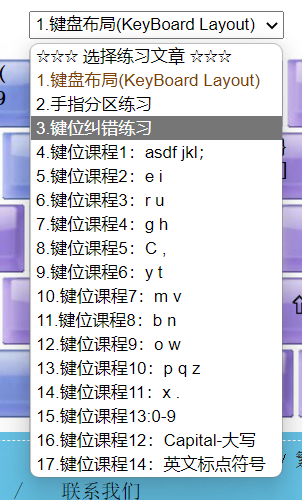 1.键盘布局(KeyBoard Layout)
☆☆☆ 选择练习文章 ☆☆☆
1.键盘布局(KeyBoard Layout)
2.手指分区练习
3.键位纠错练习
4.键位课程1：asdf jkl；
5.键位课程2：e i
6.键位课程3：r u
7.键位课程4：g h
8.键位课程5：C ,
9.键位课程6：y t
10.键位课程7：m v
11.键位课程8：b n
12.键位课程9：o w
13.键位课程10：p q z
14.键位课程11：x .
15.键位课程13:0-9
16.键位课程12：Capital-大写
17.键位课程14：英文标点符号
(
9
}
]
⇧
/
/
联系我们